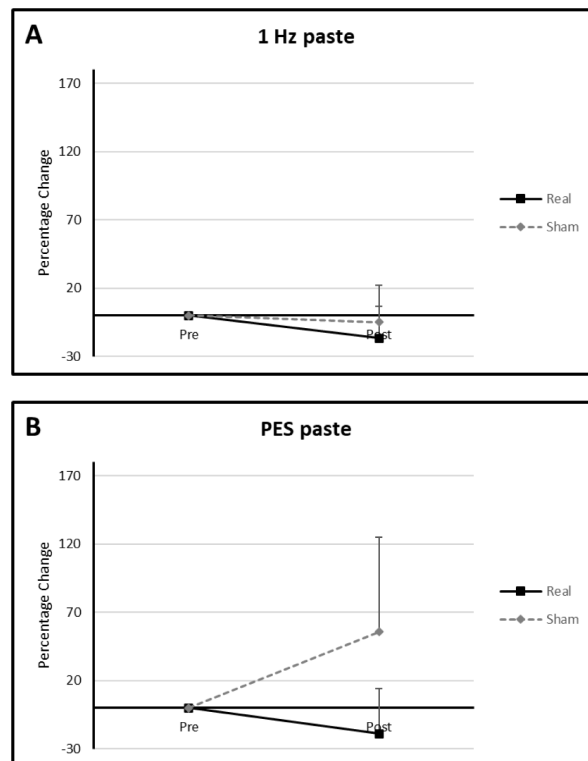 A
1 Hz paste
170
120
70
20
-30
Percentage Change
Pre
Post
Real
Sham
B
PES paste
170
120
70
20
-30
Percentage Change
Pre
Post
Real
Sham